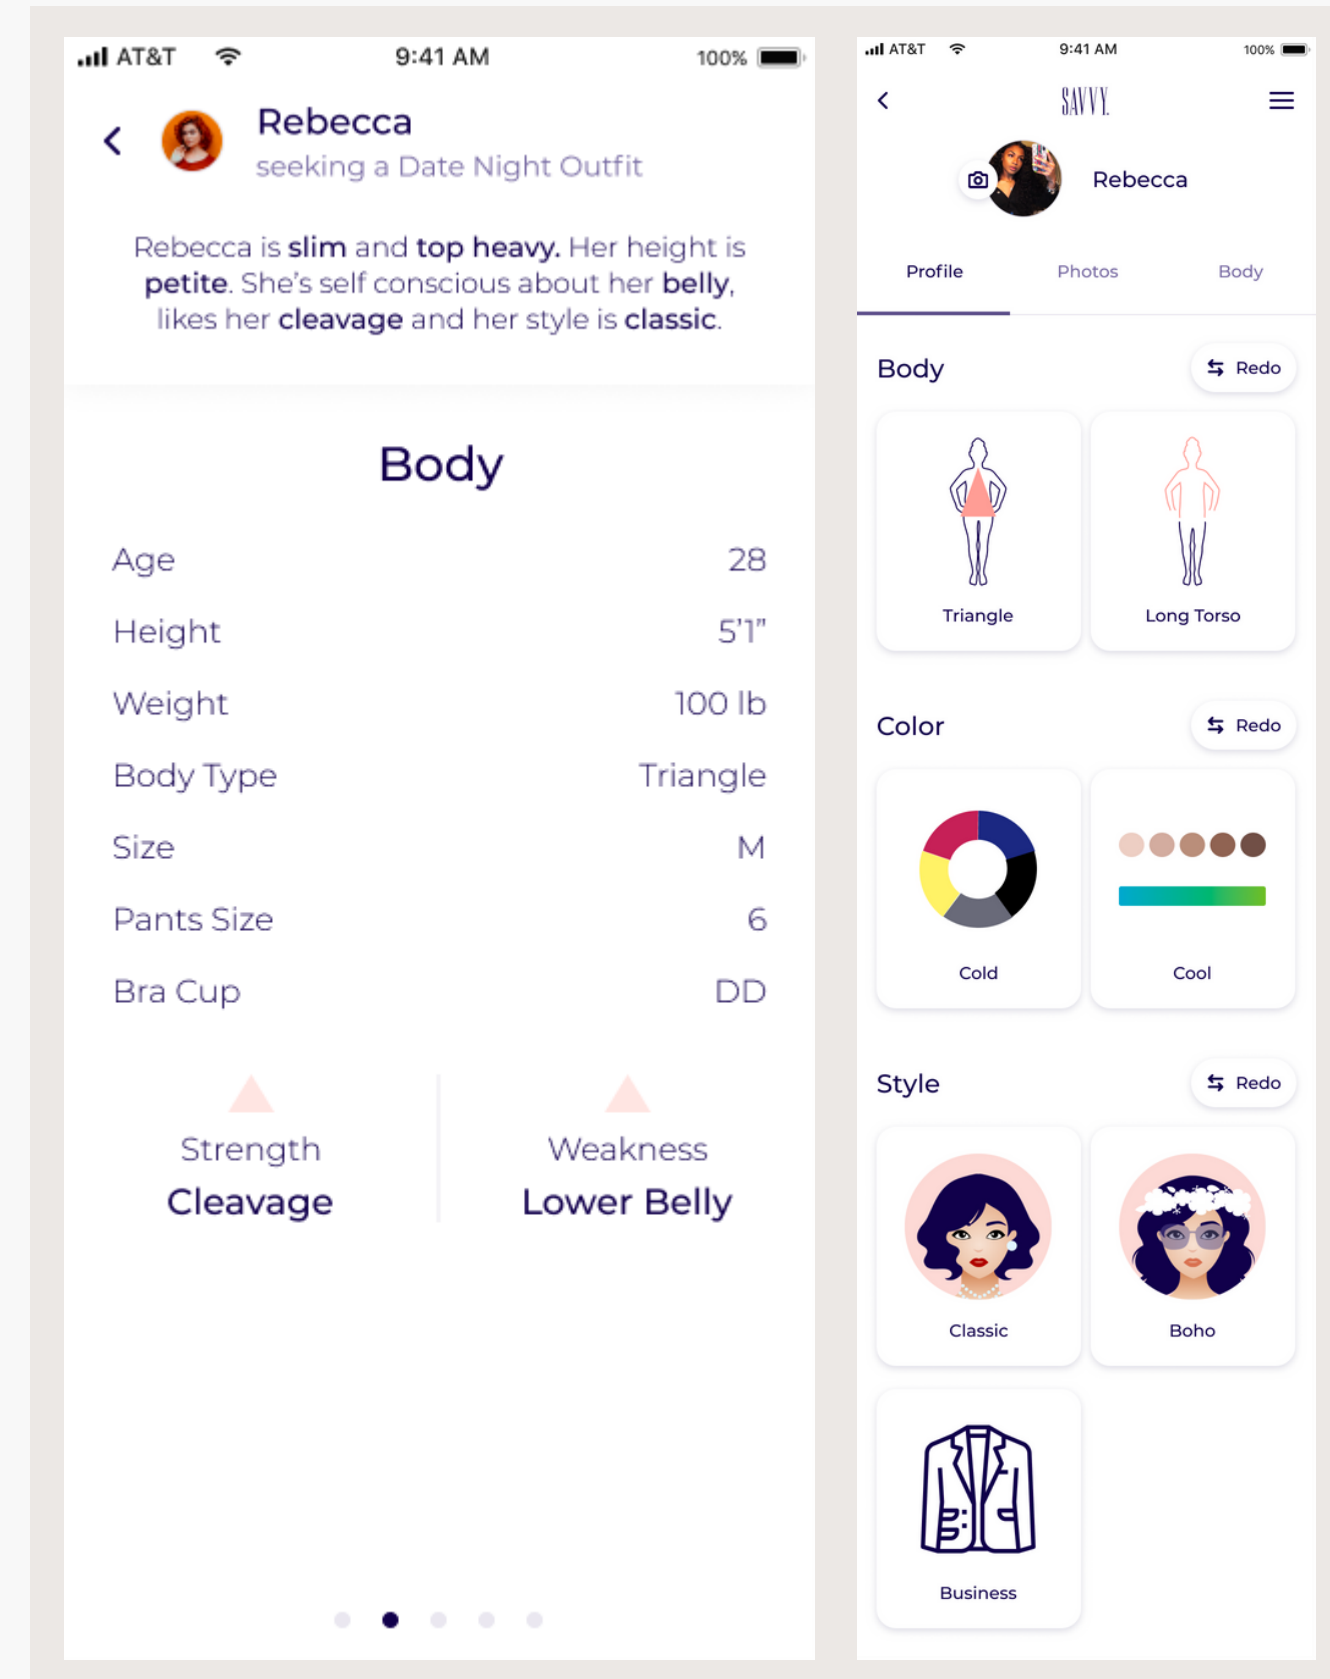 AT&T 9:41 AM 100%
Rebecca
seeking a Date Night Outfit
Rebecca is slim and top heavy. Her height is
petite. She's self conscious about her belly,
likes her cleavage and her style is classic.
Body
Age 28
Height 5'1"
Weight 100 lb
Body Type Triangle
Size M
Pants Size 6
Bra Cup DD
Strength Weakness
Cleavage Lower Belly
AT&T 9:41 AM 100%
SAVVY.
Rebecca
Profile Photos Body
Body Redo
Triangle Long Torso
Color Redo
Cold Cool
Style Redo
Classic Boho
Business